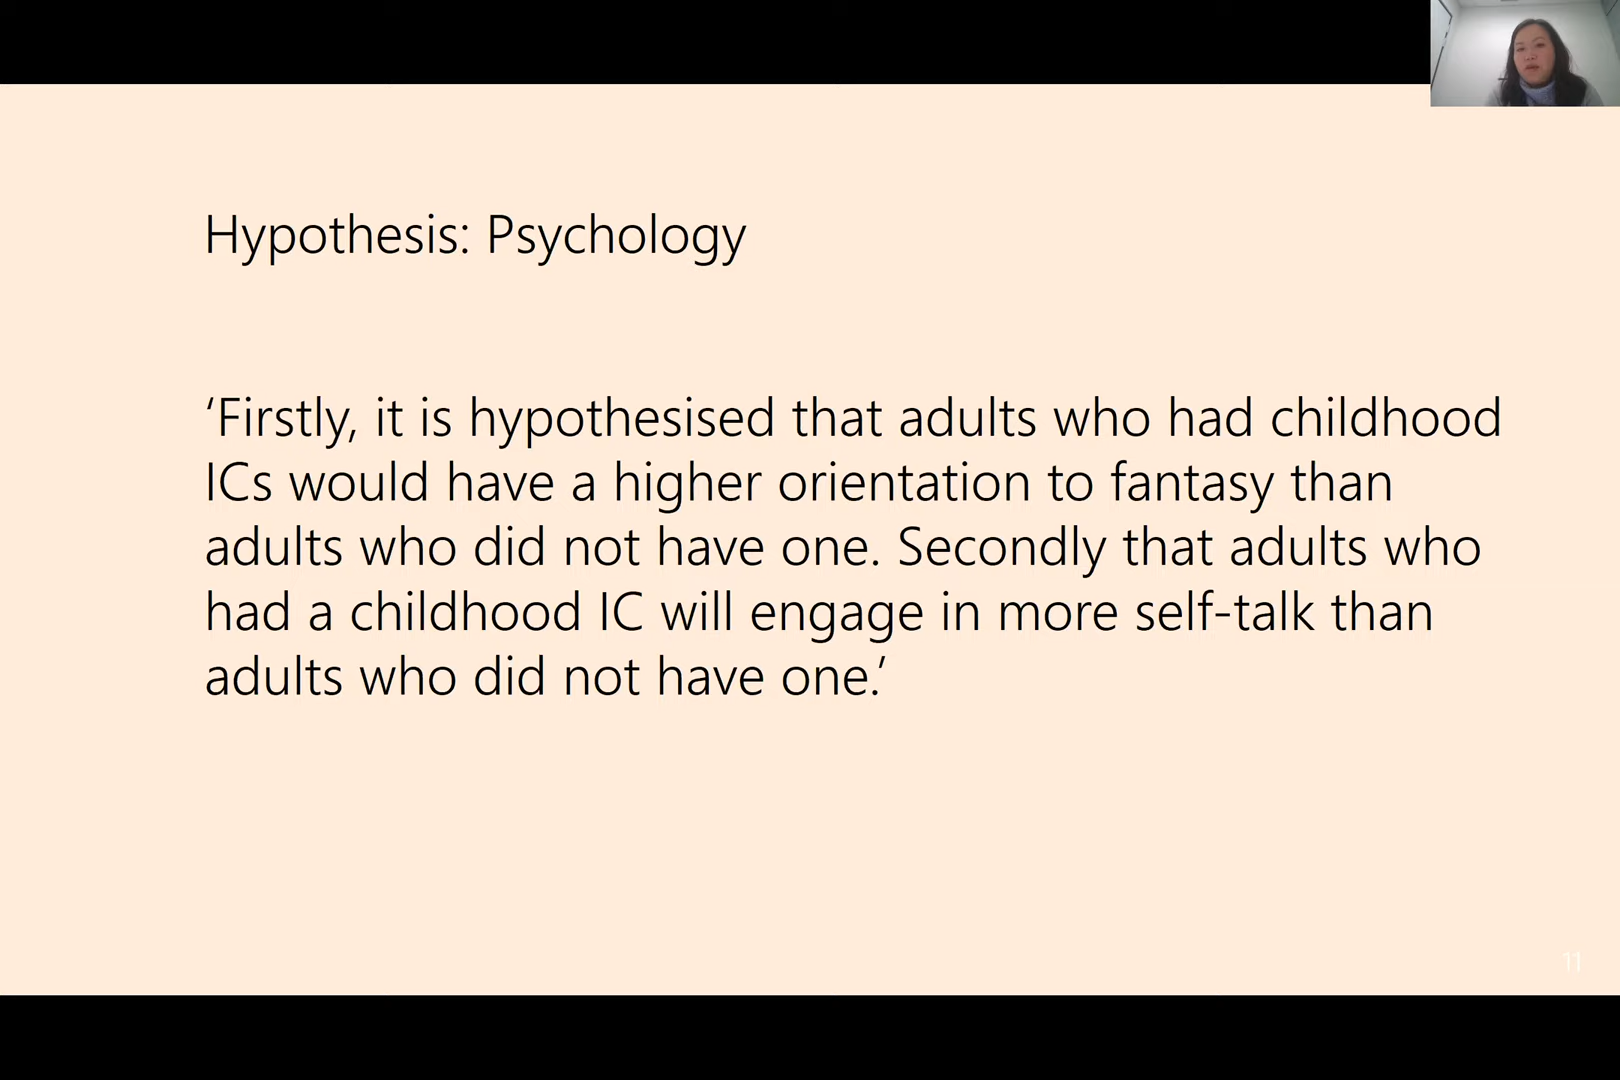 Hypothesis: Psychology
‘Firstly, it is hypothesised that adults who had childhood
ICs would have a higher orientation to fantasy than
adults who did not have one. Secondly that adults who
had a childhood IC will engage in more self-talk than
adults who did not have one.’
11